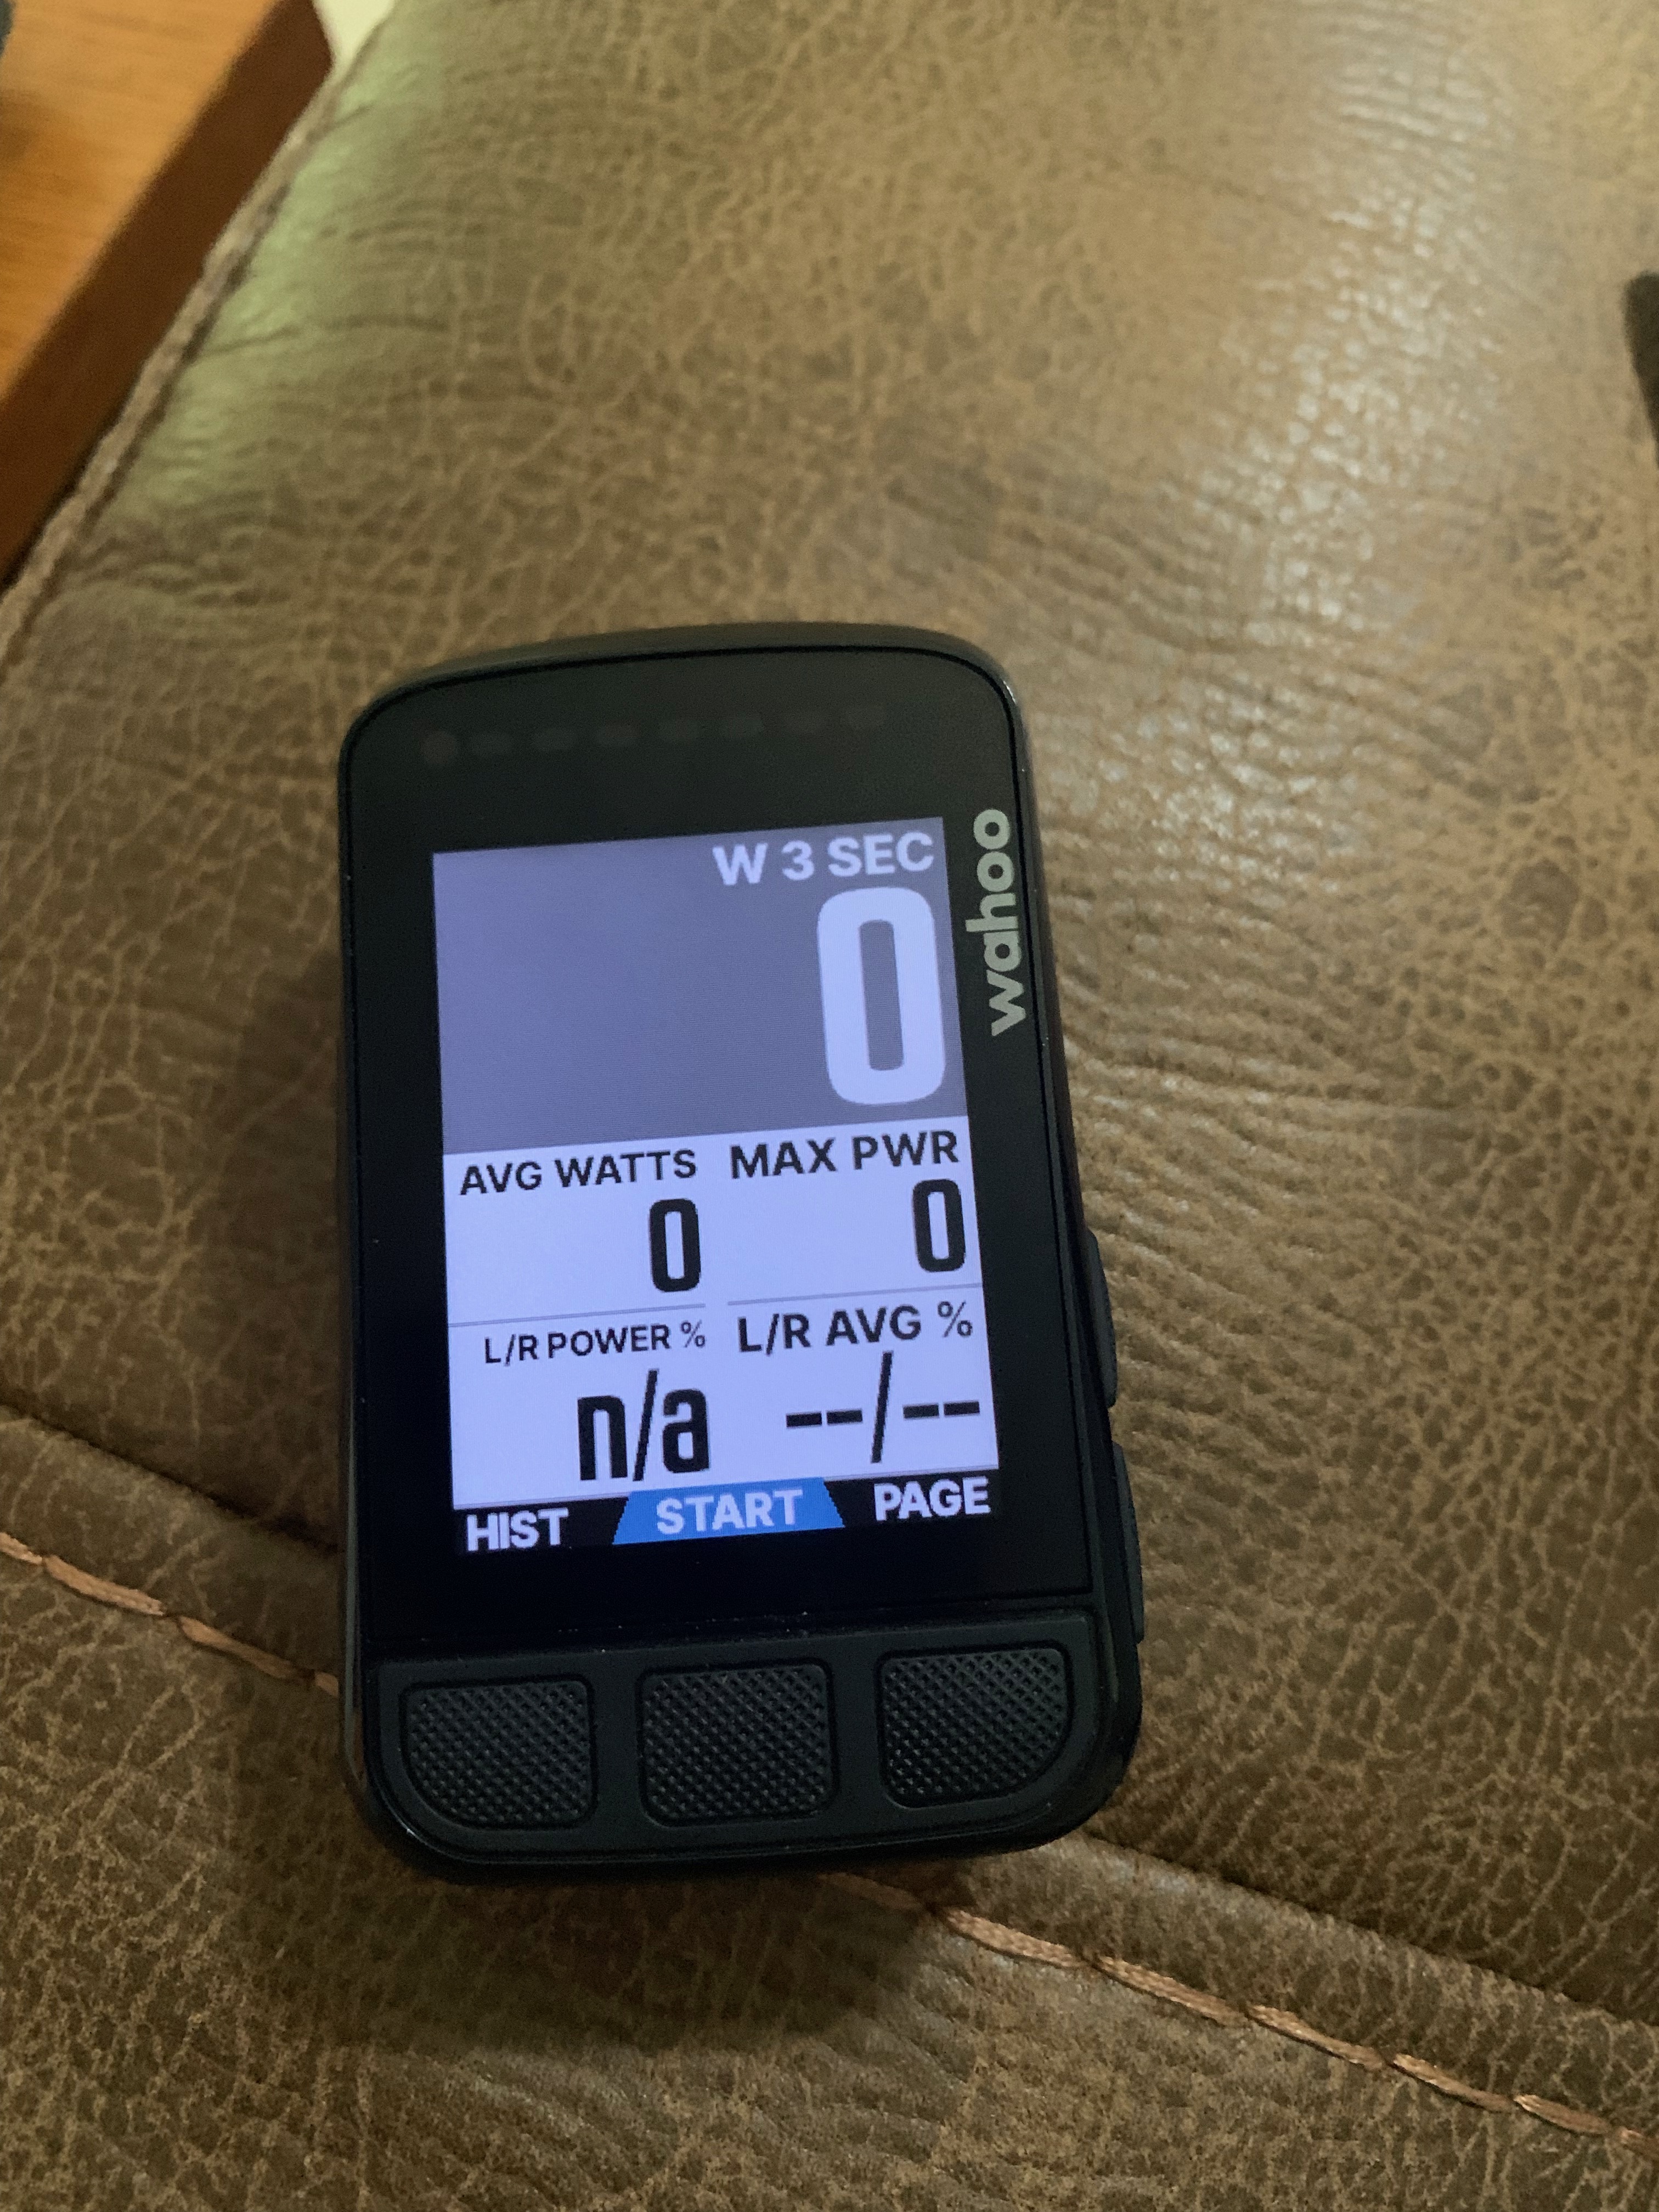 W 3 SEC
0
wahoo
AVG WATTS MAX PWR
0 0
L/R POWER % L/R AVG %
n/a --/--
HIST START PAGE